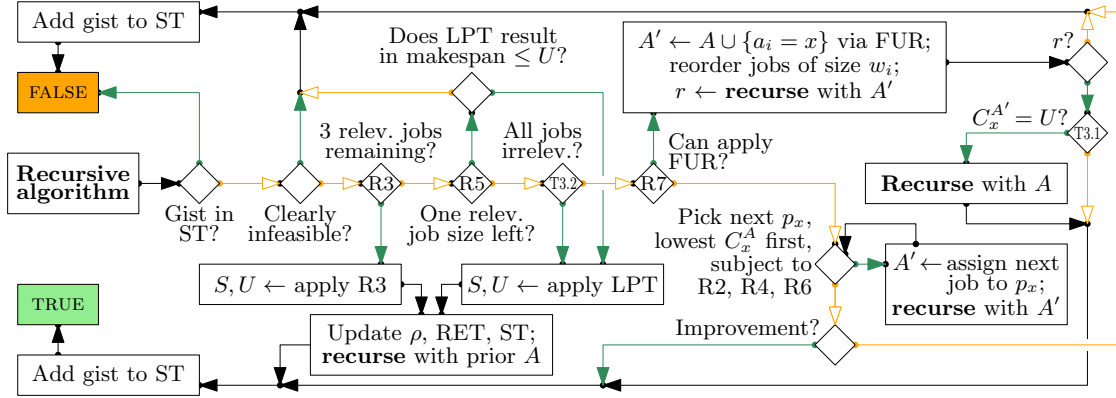 Add gist to ST
FALSE
Recursive
algorithm
Gist in
ST?
Clearly
infeasible?
Does LPT result
in makespan ≤ U?
3 relev. jobs
remaining?
R3
R5
One relev.
job size left?
All jobs
irrelev.?
T3.2
R7
Can apply
FUR?
A′ ← A ∪ {a_i = x} via FUR;
reorder jobs of size w_i;
r ← recurse with A′
r?
C_x^{A′} = U?
T3.1
Recurse with A
Pick next p_x,
lowest C_x^A first,
subject to
R2, R4, R6
A′ ← assign next
job to p_x;
recurse with A′
Improvement?
S, U ← apply R3
S, U ← apply LPT
Update ρ, RET, ST;
recurse with prior A
TRUE
Add gist to ST